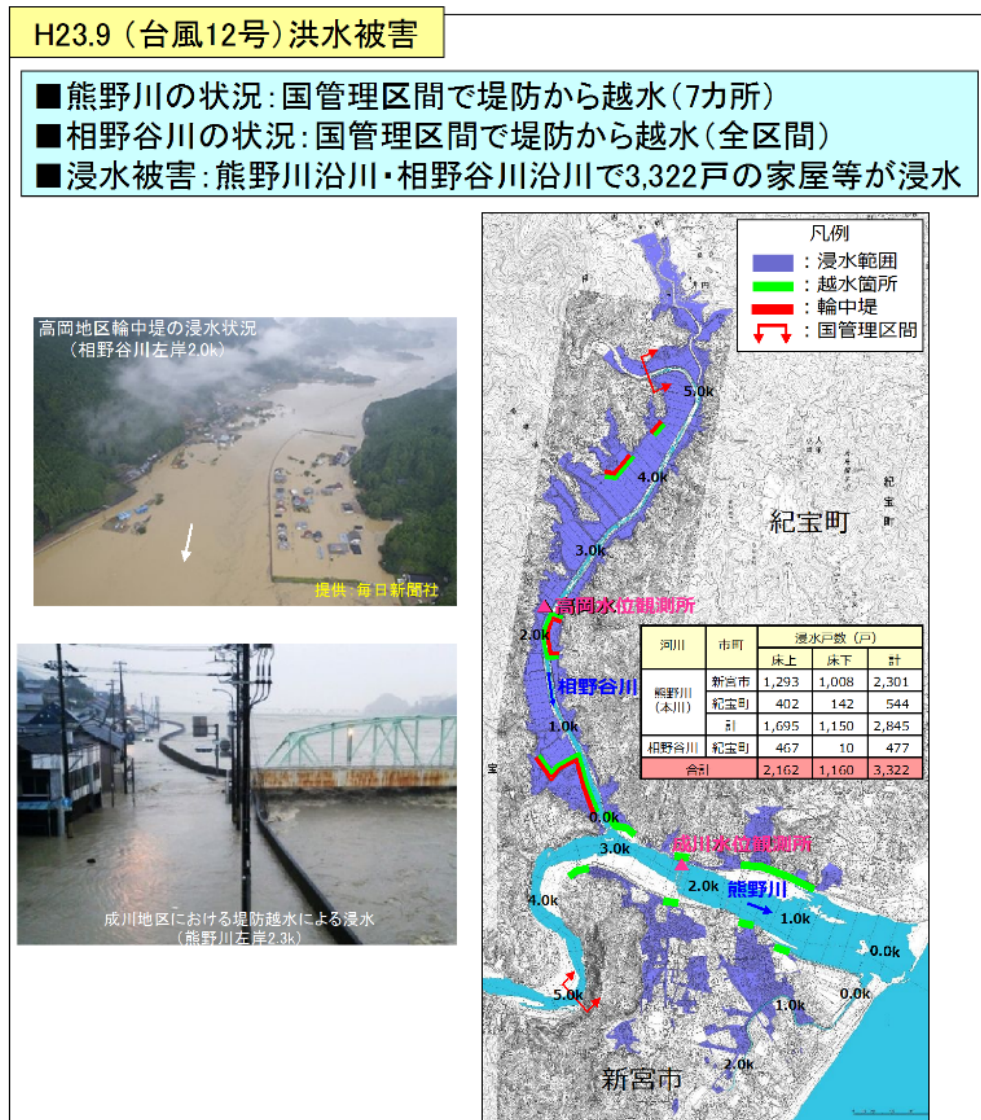 H23.9 (台風12号)洪水被害
■熊野川の状況:国管理区間で堤防から越水(7カ所)
■相野谷川の状況:国管理区間で堤防から越水(全区間)
■浸水被害:熊野川沿川・相野谷川沿川で3,322戸の家屋等が浸水
高岡地区輪中堤の浸水状況
(相野谷川左岸2.0k)
提供:毎日新聞社
成川地区における堤防越水による浸水
(熊野川左岸2.3k)
凡例
:浸水範囲
:越水箇所
:輪中堤
:国管理区間
5.0k
4.0k
紀宝町
紀宝町
3.0k
高岡水位観測所
2.0k
相野谷川
1.0k
0.0k
河川 市町 浸水戸数(戸)
床上 床下 計
熊野川(本川) 新宮市 1,293 1,008 2,301
紀宝町 402 142 544
計 1,695 1,150 2,845
相野谷川 紀宝町 467 10 477
合計 2,162 1,160 3,322
3.0k
成川水位観測所
2.0k
熊野川
1.0k
0.0k
4.0k
5.0k
0.0k
1.0k
2.0k
新宮市